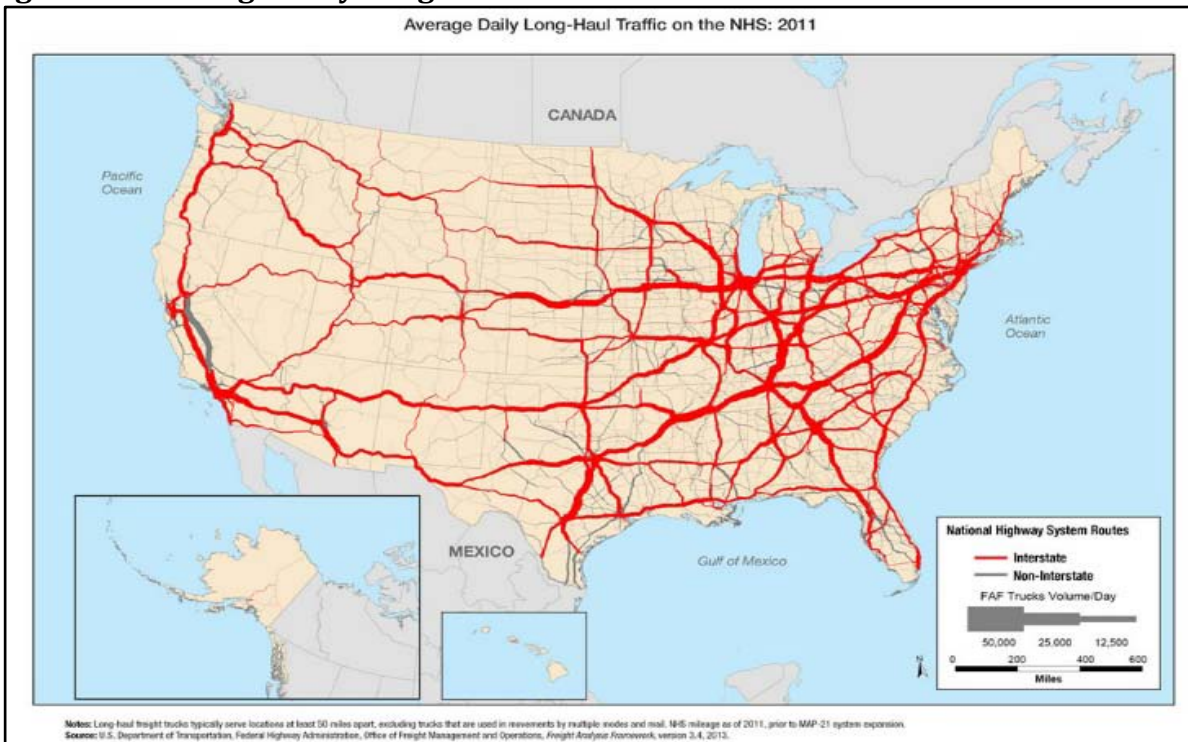 Average Daily Long-Haul Traffic on the NHS: 2011
CANADA
Pacific
Ocean
Atlantic
Ocean
MEXICO
Gulf of Mexico
National Highway System Routes
Interstate
Non-Interstate
FAF Trucks Volume/Day
50,000 25,000 12,500
N
0 200 400 600
Miles
Notes: Long-haul freight trucks typically serve locations at least 50 miles apart, excluding trucks that are used in movements by multiple modes and mail. NHS mileage as of 2011, prior to MAP-21 system expansion.
Source: U.S. Department of Transportation, Federal Highway Administration, Office of Freight Management and Operations, Freight Analysis Framework, version 3.4, 2013.